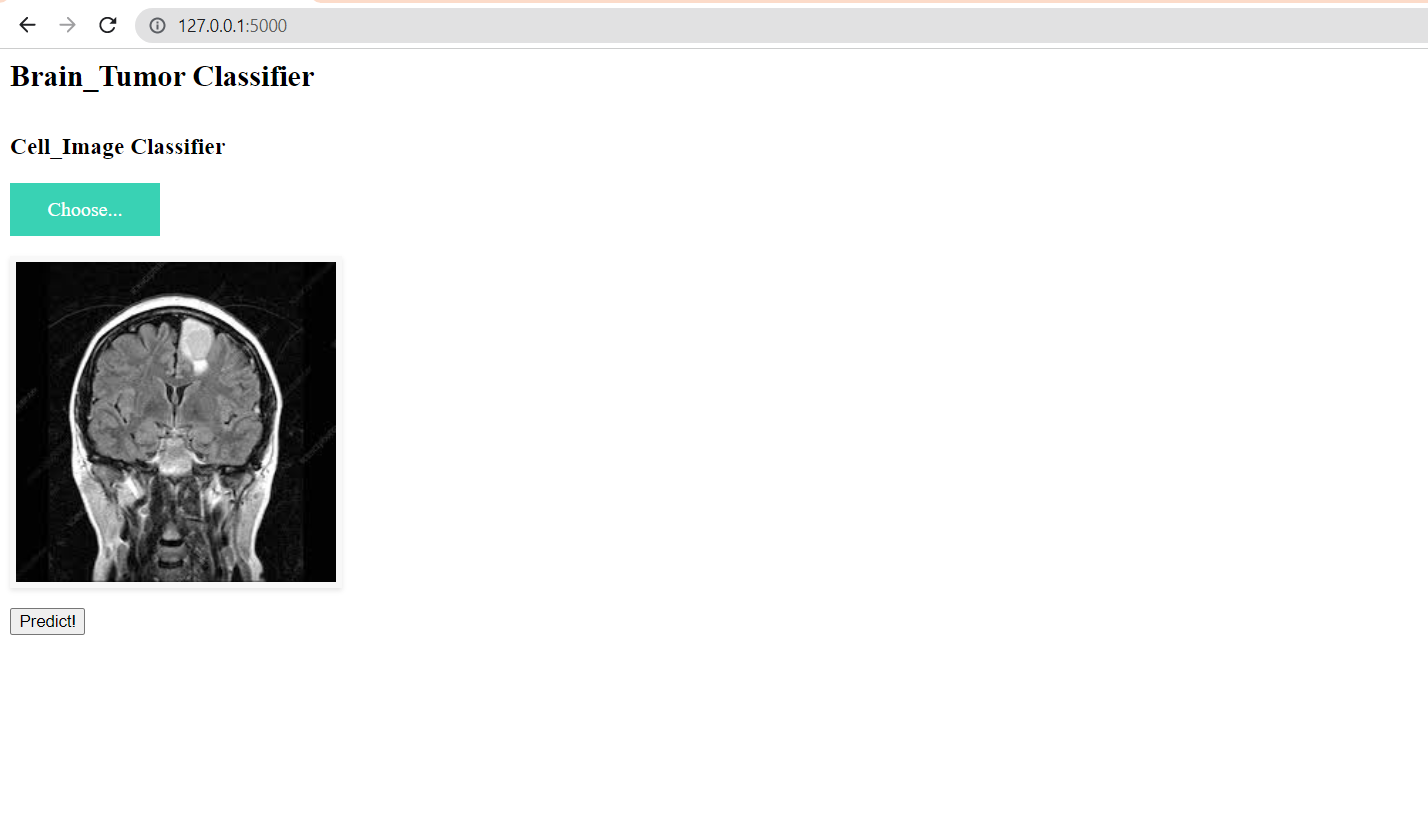 127.0.0.1:5000
Brain_Tumor Classifier
Cell_Image Classifier
Choose...
Predict!